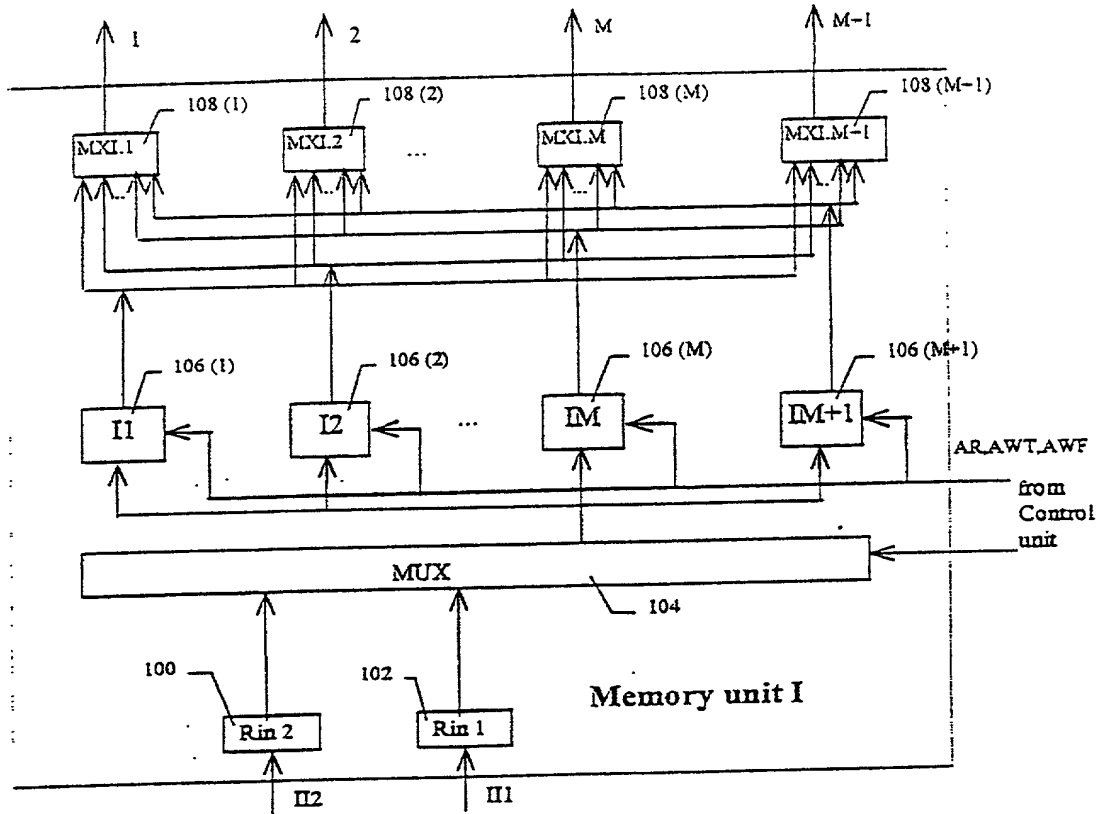 1 2 M M-1
108 (1) 108 (2) 108 (M) 108 (M-1)
MXI.1 MXI.2 ... MXI.M MXI.M-1
... ... ... ...
106 (1) 106 (2) 106 (M) 106 (M+1)
I1 I2 ... IM IM+1
AR,AWT,AWF
from
Control
unit
MUX
104
100 102
Memory unit I
Rin 2 Rin 1
II2 II1